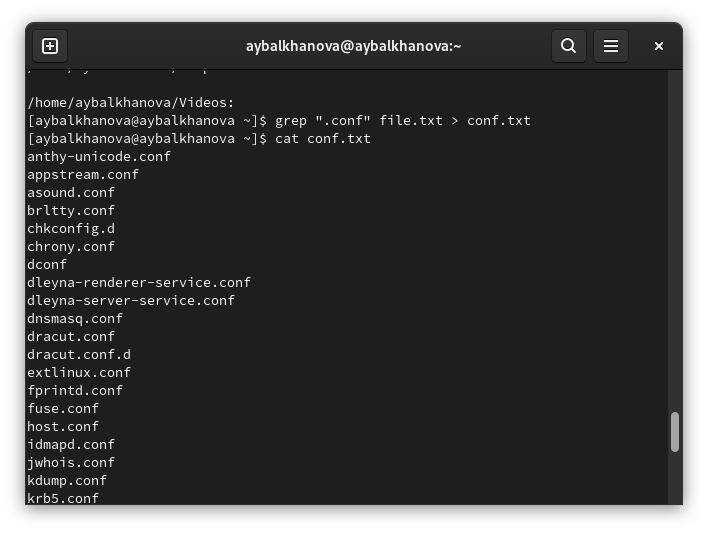 aybalkhanova@aybalkhanova:~
/home/aybalkhanova/Videos:
[aybalkhanova@aybalkhanova ~]$ grep ".conf" file.txt > conf.txt
[aybalkhanova@aybalkhanova ~]$ cat conf.txt
anthy-unicode.conf
appstream.conf
asound.conf
brltty.conf
chkconfig.d
chrony.conf
dconf
dleyna-renderer-service.conf
dleyna-server-service.conf
dnsmasq.conf
dracut.conf
dracut.conf.d
extlinux.conf
fprintd.conf
fuse.conf
host.conf
idmapd.conf
jwhois.conf
kdump.conf
krb5.conf